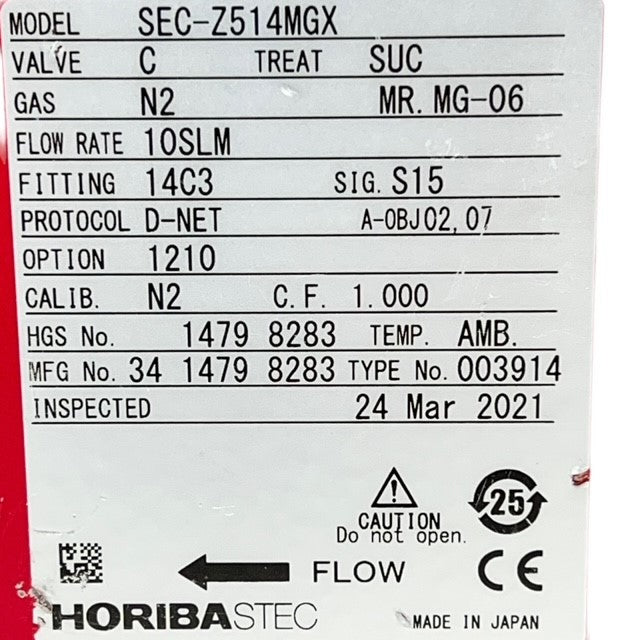 MODEL SEC-Z514MGX
VALVE C TREAT SUC
GAS N2 MR. MG-06
FLOW RATE 10SLM
FITTING 14C3 SIG. S15
PROTOCOL D-NET A-OBJ02,07
OPTION 1210
CALIB. N2 C.F. 1.000
HGS No. 1479 8283 TEMP. AMB.
MFG No. 34 1479 8283 TYPE No. 003914
INSPECTED 24 Mar 2021
CAUTION
Do not open.
25
FLOW
CE
HORIBASTEC
MADE IN JAPAN